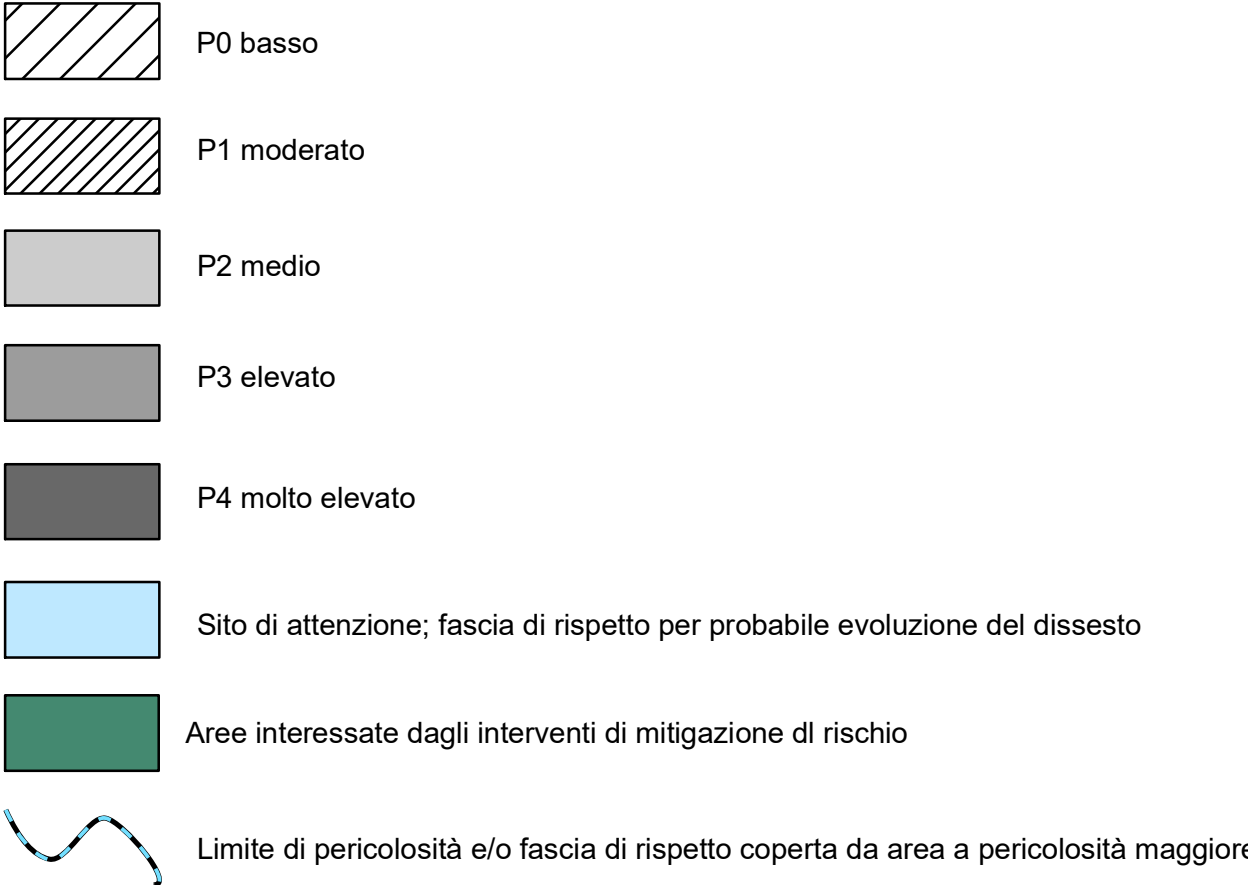 P0 basso
P1 moderato
P2 medio
P3 elevato
P4 molto elevato
Sito di attenzione; fascia di rispetto per probabile evoluzione del dissesto
Aree interessate dagli interventi di mitigazione dl rischio
Limite di pericolosità e/o fascia di rispetto coperta da area a pericolosità maggiore